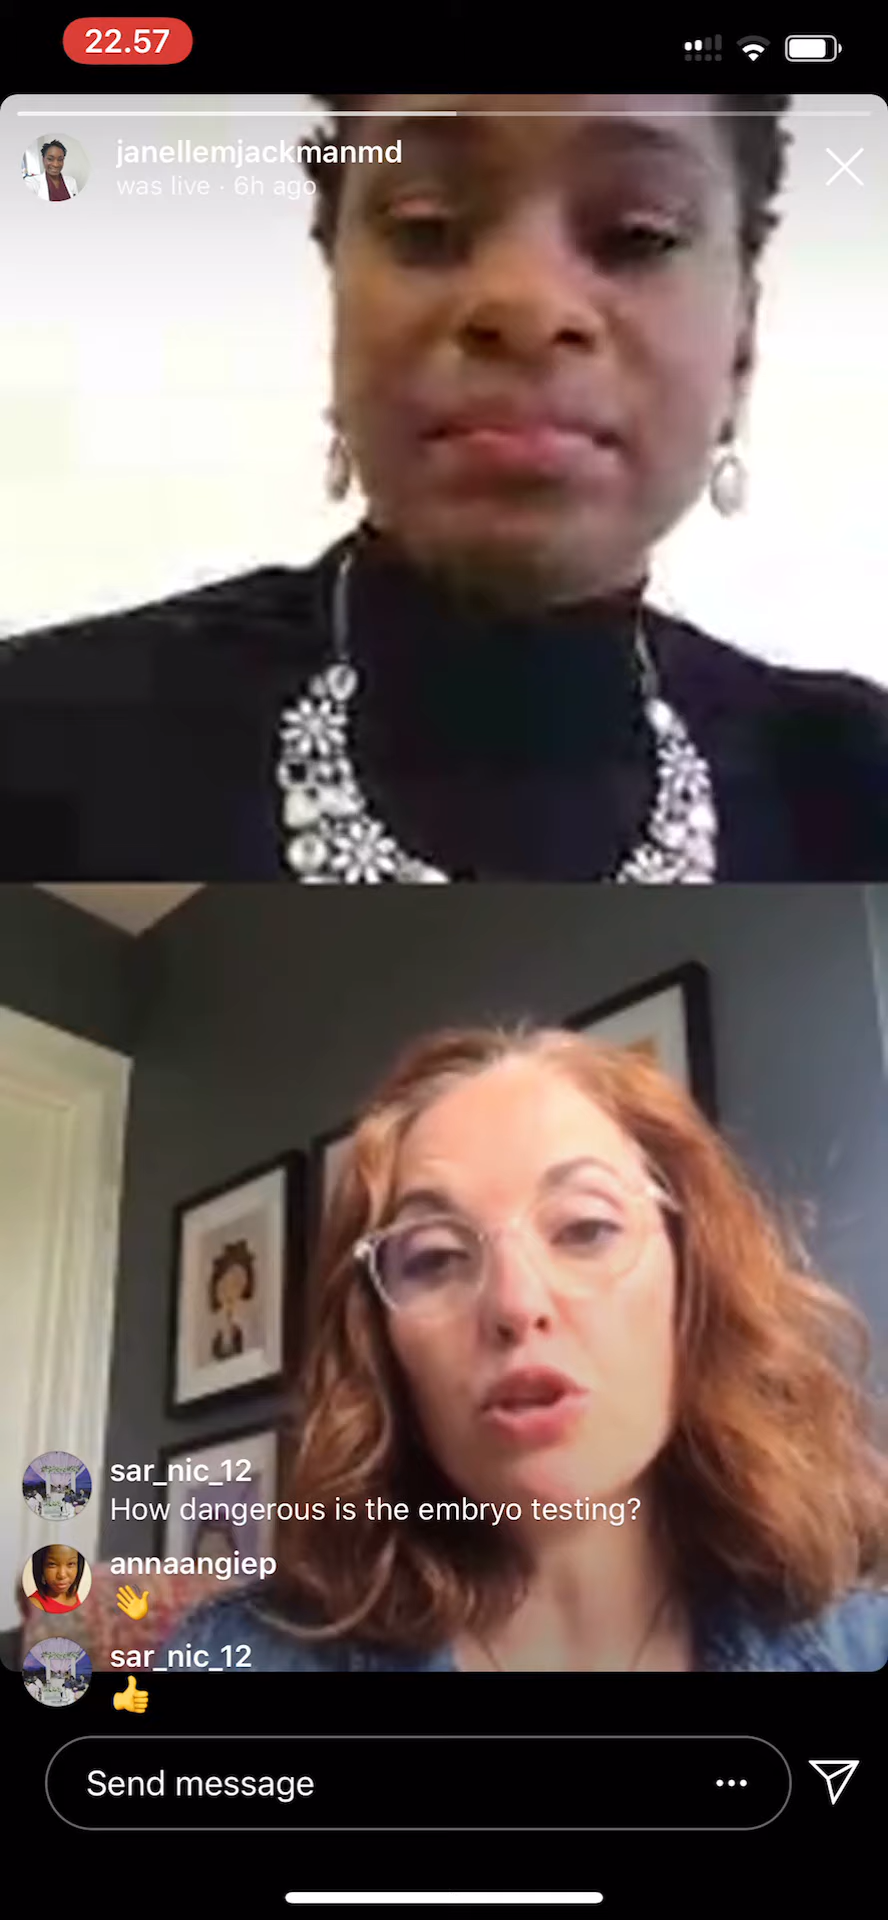 22.57
janellemjackmanmd
was live · 6h ago
sar_nic_12
How dangerous is the embryo testing?
annaangiep
👋
sar_nic_12
👍
Send message